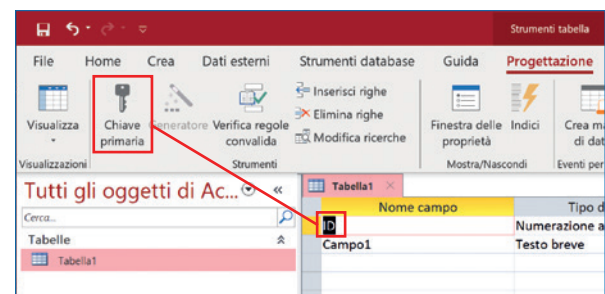 Strumenti tabella
File Home Crea Dati esterni Strumenti database Guida Progettazione
Visualizza
Chiave
primaria
Generatore
Verifica regole
convalida
Inserisci righe
Elimina righe
Modifica ricerche
Finestra delle
proprietà
Indici
Crea ma
di dat
Visualizzazioni Strumenti Mostra/Nascondi Eventi per
Tutti gli oggetti di Ac... «
Cerca...
Tabelle
Tabella1
Tabella1
Nome campo Tipo d
ID Numerazione a
Campo1 Testo breve